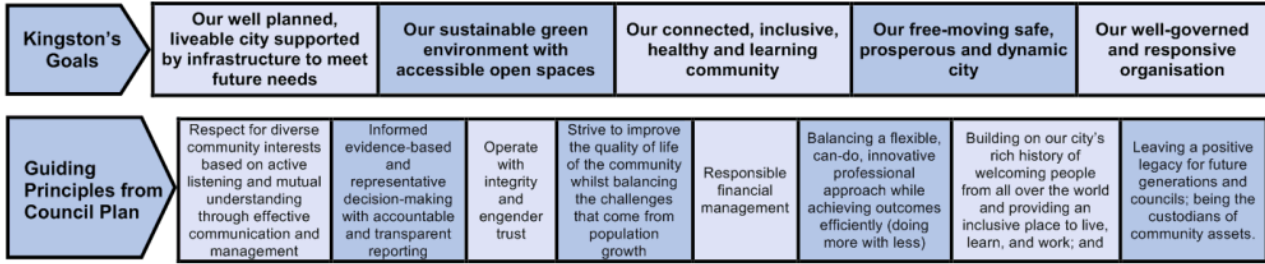 Kingston's
Goals
Our well planned,
liveable city supported
by infrastructure to meet
future needs
Our sustainable green
environment with
accessible open spaces
Our connected, inclusive,
healthy and learning
community
Our free-moving safe,
prosperous and dynamic
city
Our well-governed
and responsive
organisation
Guiding
Principles from
Council Plan
Respect for diverse
community interests
based on active
listening and mutual
understanding
through effective
communication and
management
Informed
evidence-based
and
representative
decision-making
with accountable
and transparent
reporting
Operate
with
integrity
and
engender
trust
Strive to improve
the quality of life
of the community
whilst balancing
the challenges
that come from
population
growth
Responsible
financial
management
Balancing a flexible,
can-do, innovative
professional
approach while
achieving outcomes
efficiently (doing
more with less)
Building on our city's
rich history of
welcoming people
from all over the world
and providing an
inclusive place to live,
learn, and work; and
Leaving a positive
legacy for future
generations and
councils; being the
custodians of
community assets.